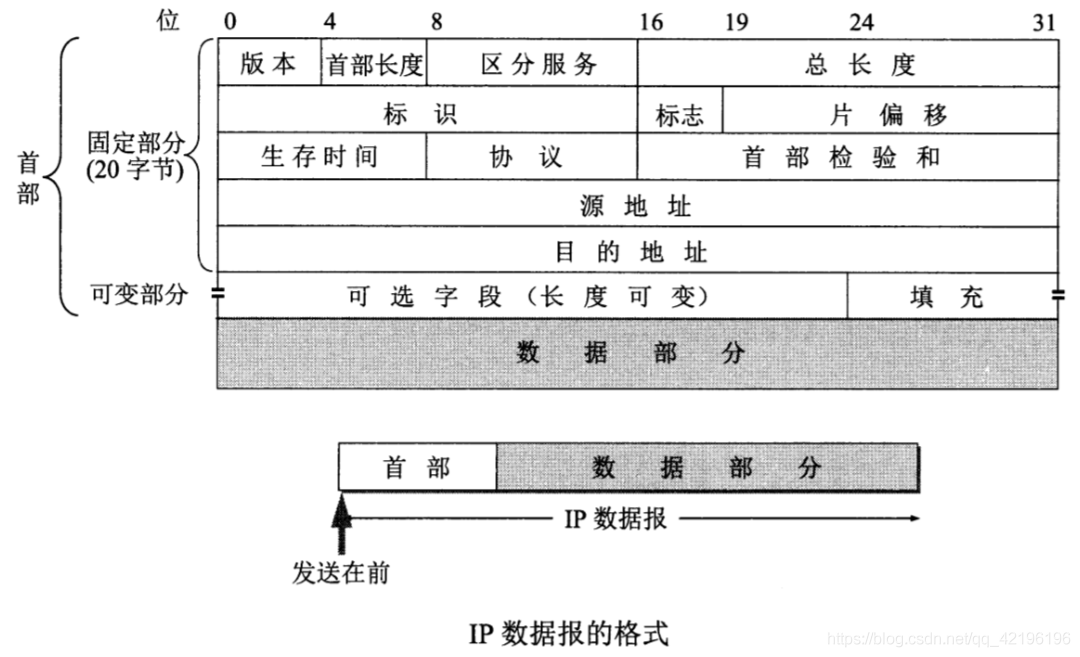 位 0 4 8 16 19 24 31
版本 首部长度 区分服务 总长度
标识 标志 片偏移
固定部分
(20 字节)
首部
生存时间 协议 首部检验和
源地址
目的地址
可变部分 可选字段（长度可变） 填充
数据部分
首部 数据部分
IP 数据报
发送在前
IP 数据报的格式
https://blog.csdn.net/qq_42196196